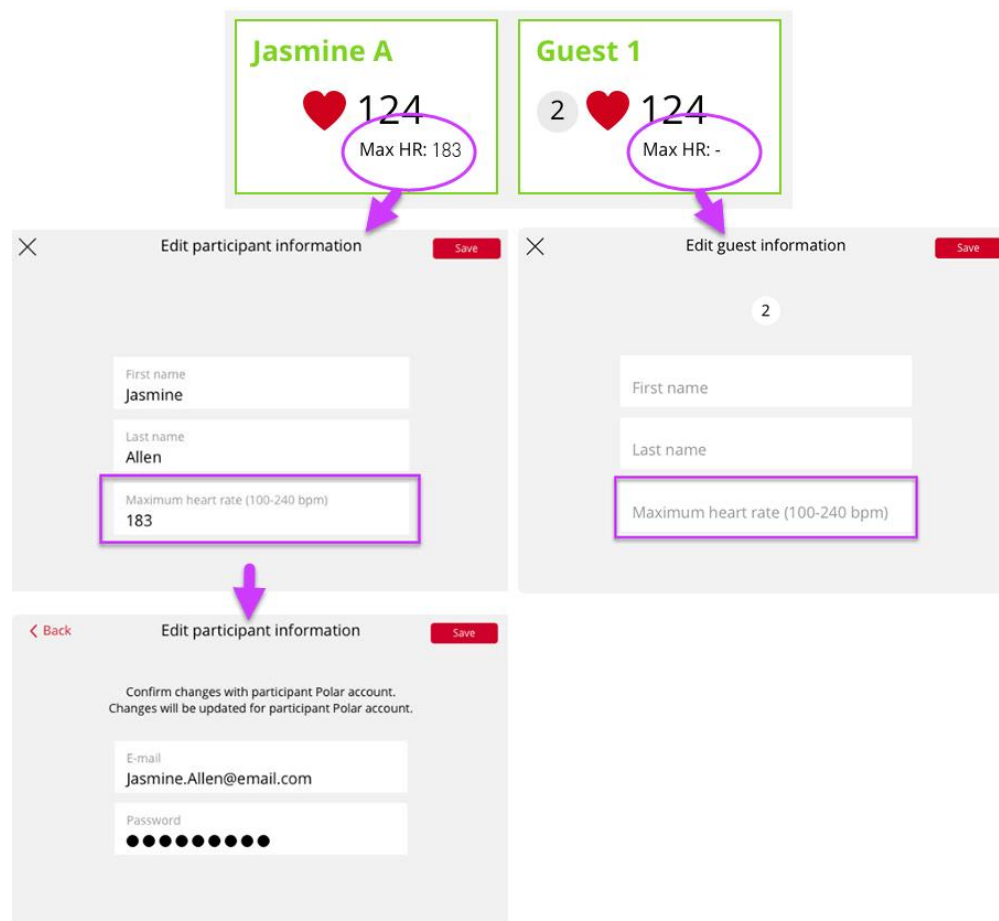 Jasmine A
124
Max HR: 183
Guest 1
2 124
Max HR: -
Edit participant information
Save
First name
Jasmine
Last name
Allen
Maximum heart rate (100-240 bpm)
183
Edit guest information
Save
2
First name
Last name
Maximum heart rate (100-240 bpm)
Back
Edit participant information
Save
Confirm changes with participant Polar account.
Changes will be updated for participant Polar account.
E-mail
Jasmine.Allen@email.com
Password